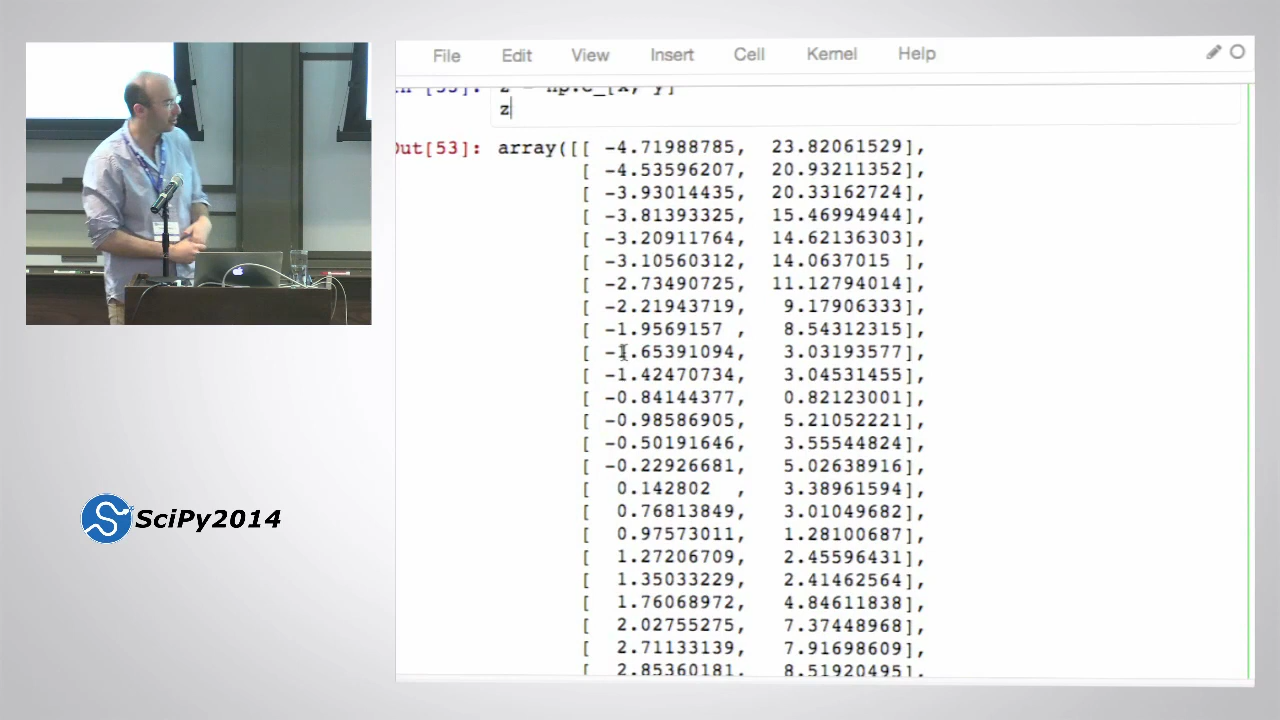 File Edit View Insert Cell Kernel Help
z = np.c_[x, y]
z
Out[53]: array([[ -4.71988785, 23.82061529],
[ -4.53596207, 20.93211352],
[ -3.93014435, 20.33162724],
[ -3.81393325, 15.46994944],
[ -3.20911764, 14.62136303],
[ -3.10560312, 14.0637015 ],
[ -2.73490725, 11.12794014],
[ -2.21943719, 9.17906333],
[ -1.9569157 , 8.54312315],
[ -1.65391094, 3.03193577],
[ -1.42470734, 3.04531455],
[ -0.84144377, 0.82123001],
[ -0.98586905, 5.21052221],
[ -0.50191646, 3.55544824],
[ -0.22926681, 5.02638916],
[ 0.142802 , 3.38961594],
[ 0.76813849, 3.01049682],
[ 0.97573011, 1.28100687],
[ 1.27206709, 2.45596431],
[ 1.35033229, 2.41462564],
[ 1.76068972, 4.84611838],
[ 2.02755275, 7.37448968],
[ 2.71133139, 7.91698609],
[ 2.85360181, 8.51920495],
SciPy2014